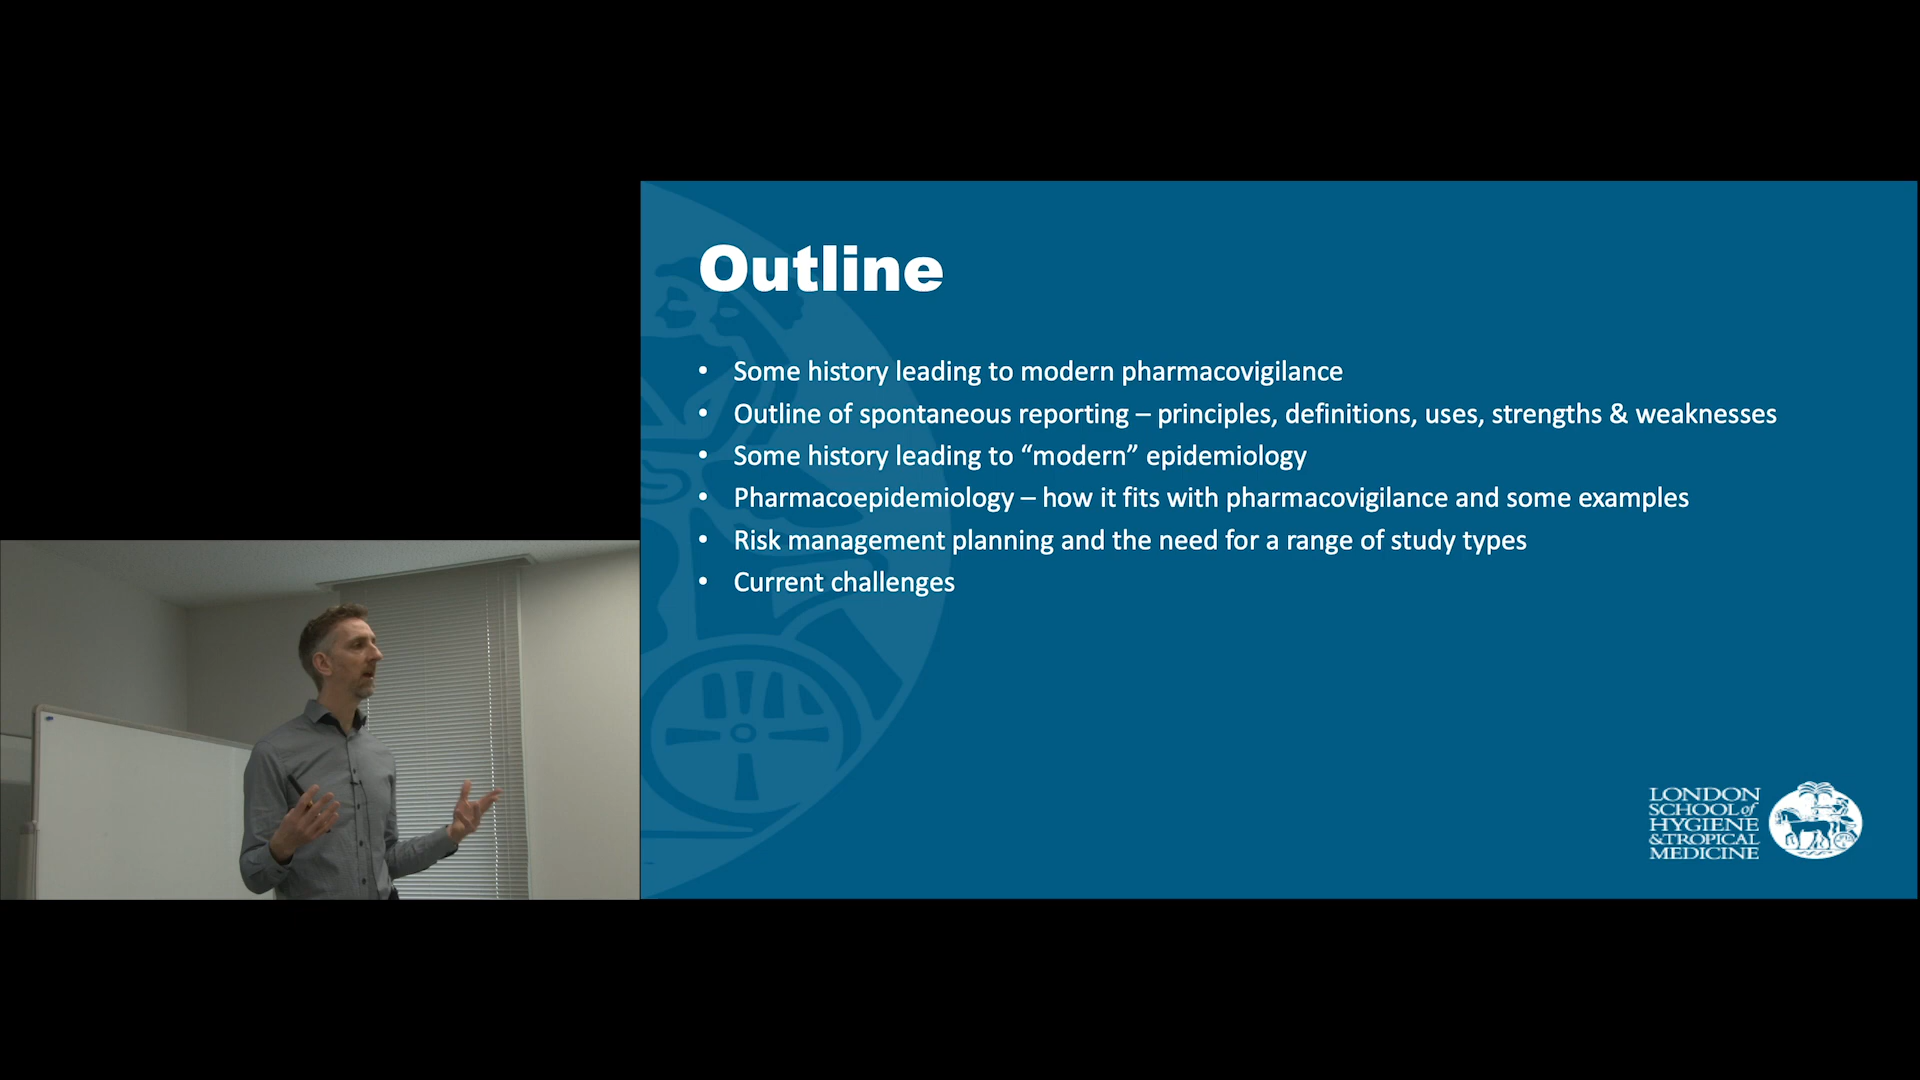 Outline
• Some history leading to modern pharmacovigilance
• Outline of spontaneous reporting – principles, definitions, uses, strengths & weaknesses
• Some history leading to “modern” epidemiology
• Pharmacoepidemiology – how it fits with pharmacovigilance and some examples
• Risk management planning and the need for a range of study types
• Current challenges
LONDON
SCHOOL of
HYGIENE
& TROPICAL
MEDICINE